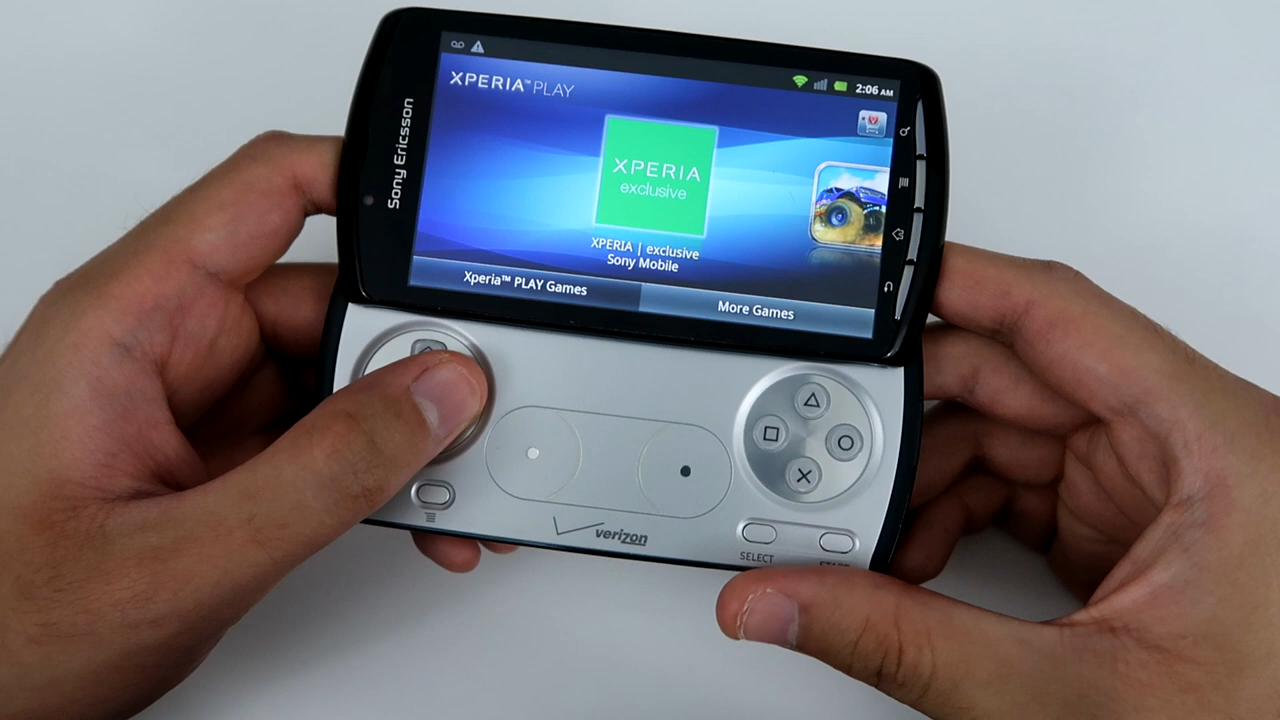 2:06 AM
XPERIA™ PLAY
Sony Ericsson
XPERIA
exclusive
XPERIA | exclusive
Sony Mobile
Xperia™ PLAY Games
More Games
verizon
SELECT